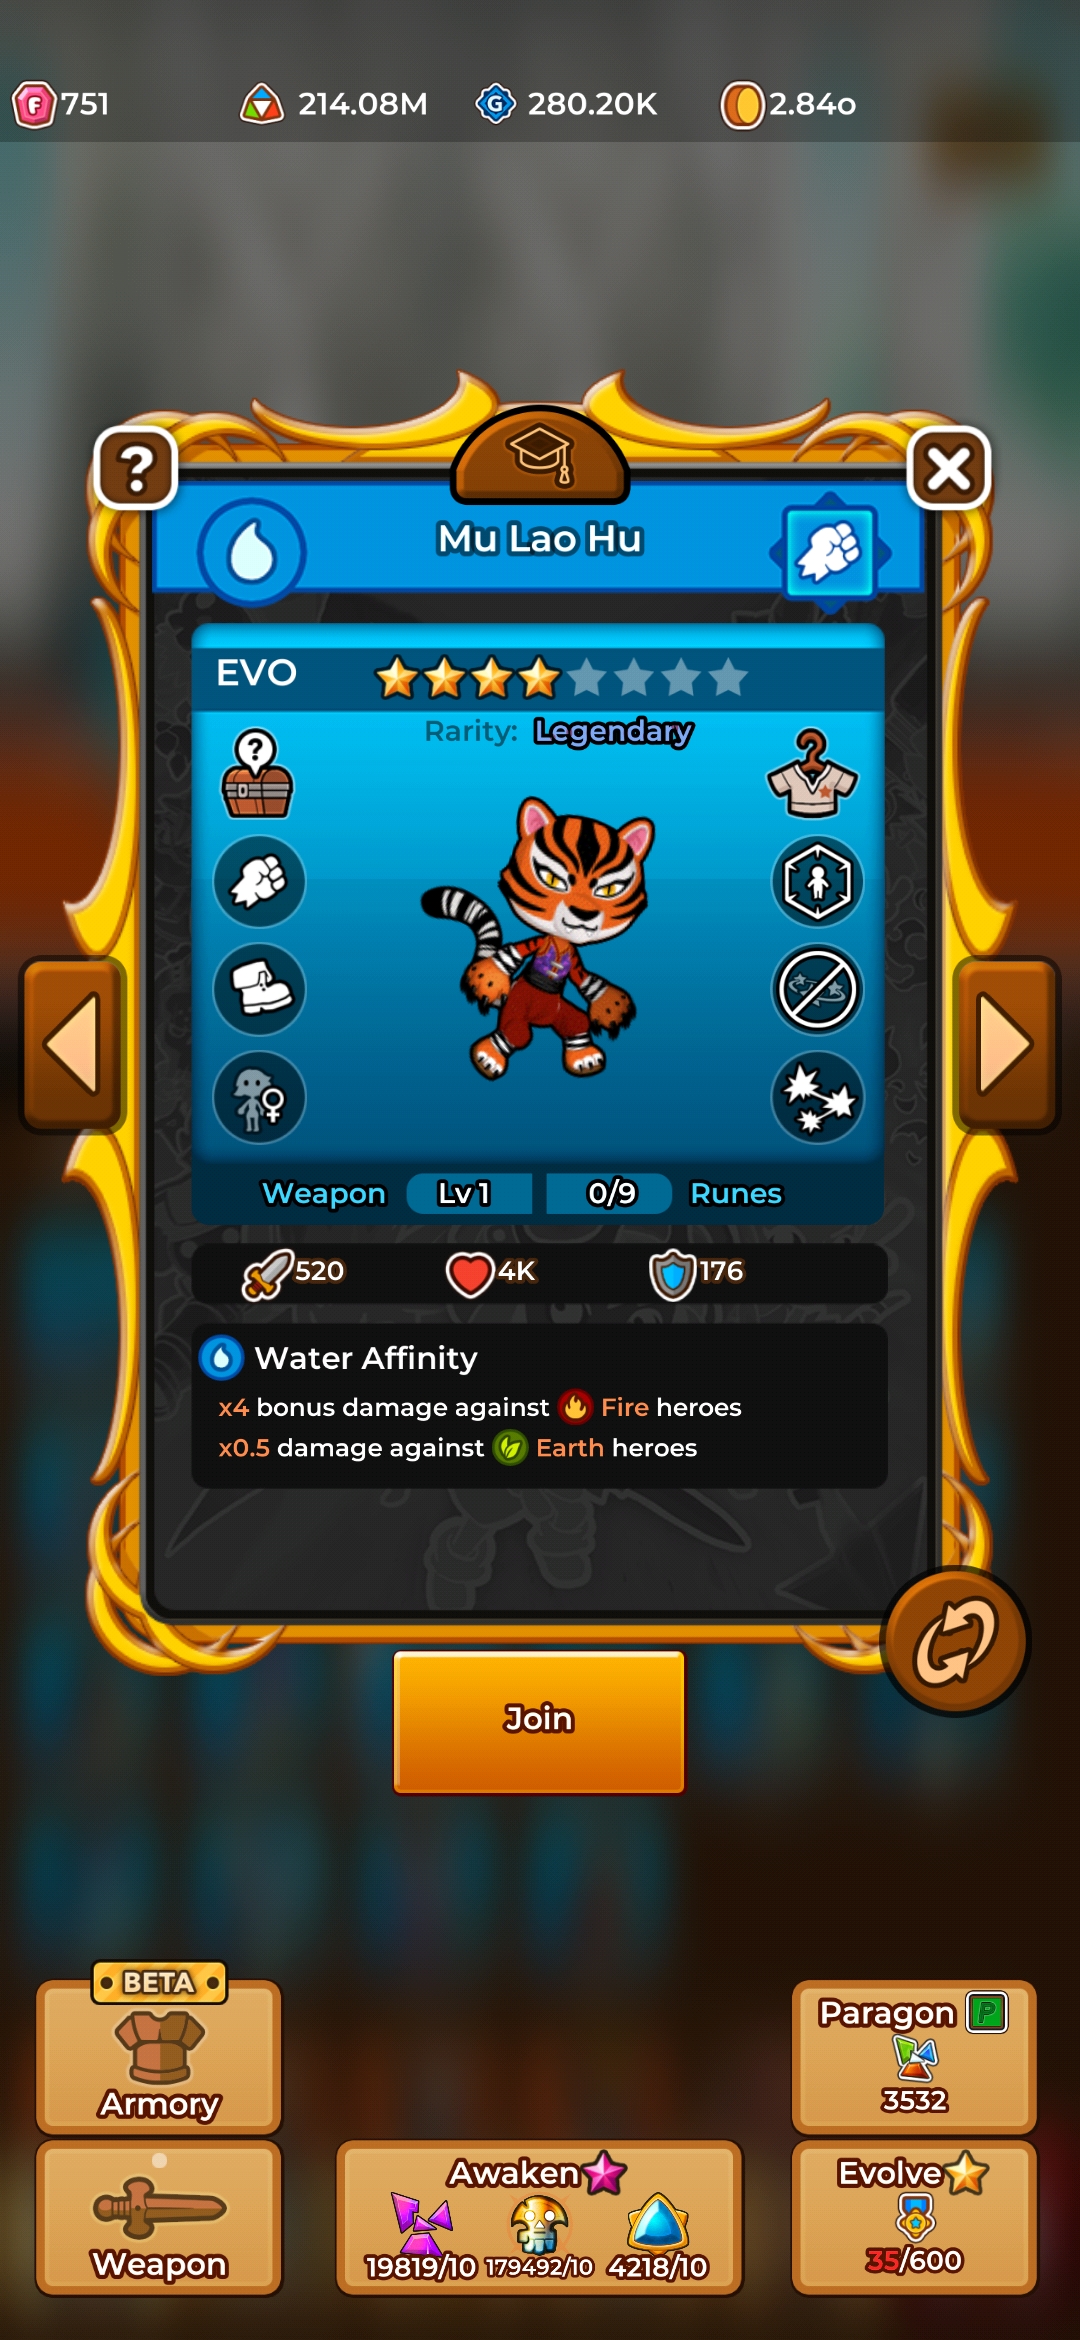 751
214.08M
280.20K
2.84o
?
Mu Lao Hu
EVO
Rarity: Legendary
Weapon Lv 1 0/9 Runes
520
4K
176
Water Affinity
x4 bonus damage against Fire heroes
x0.5 damage against Earth heroes
Join
BETA
Armory
Paragon P
3532
Weapon
Awaken
19819/10 179492/10 4218/10
Evolve
35/600